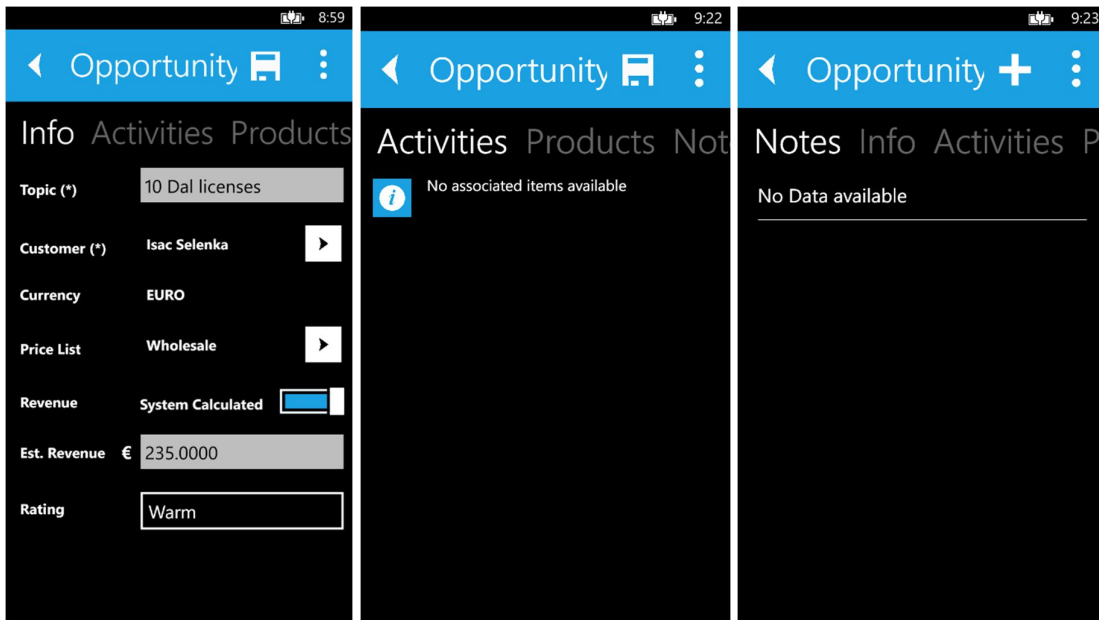 8:59
Opportunity
Info Activities Products
Topic (*) 10 Dal licenses
Customer (*) Isac Selenka
Currency EURO
Price List Wholesale
Revenue System Calculated
Est. Revenue € 235.0000
Rating Warm
9:22
Opportunity
Activities Products Not
No associated items available
9:23
Opportunity
Notes Info Activities P
No Data available